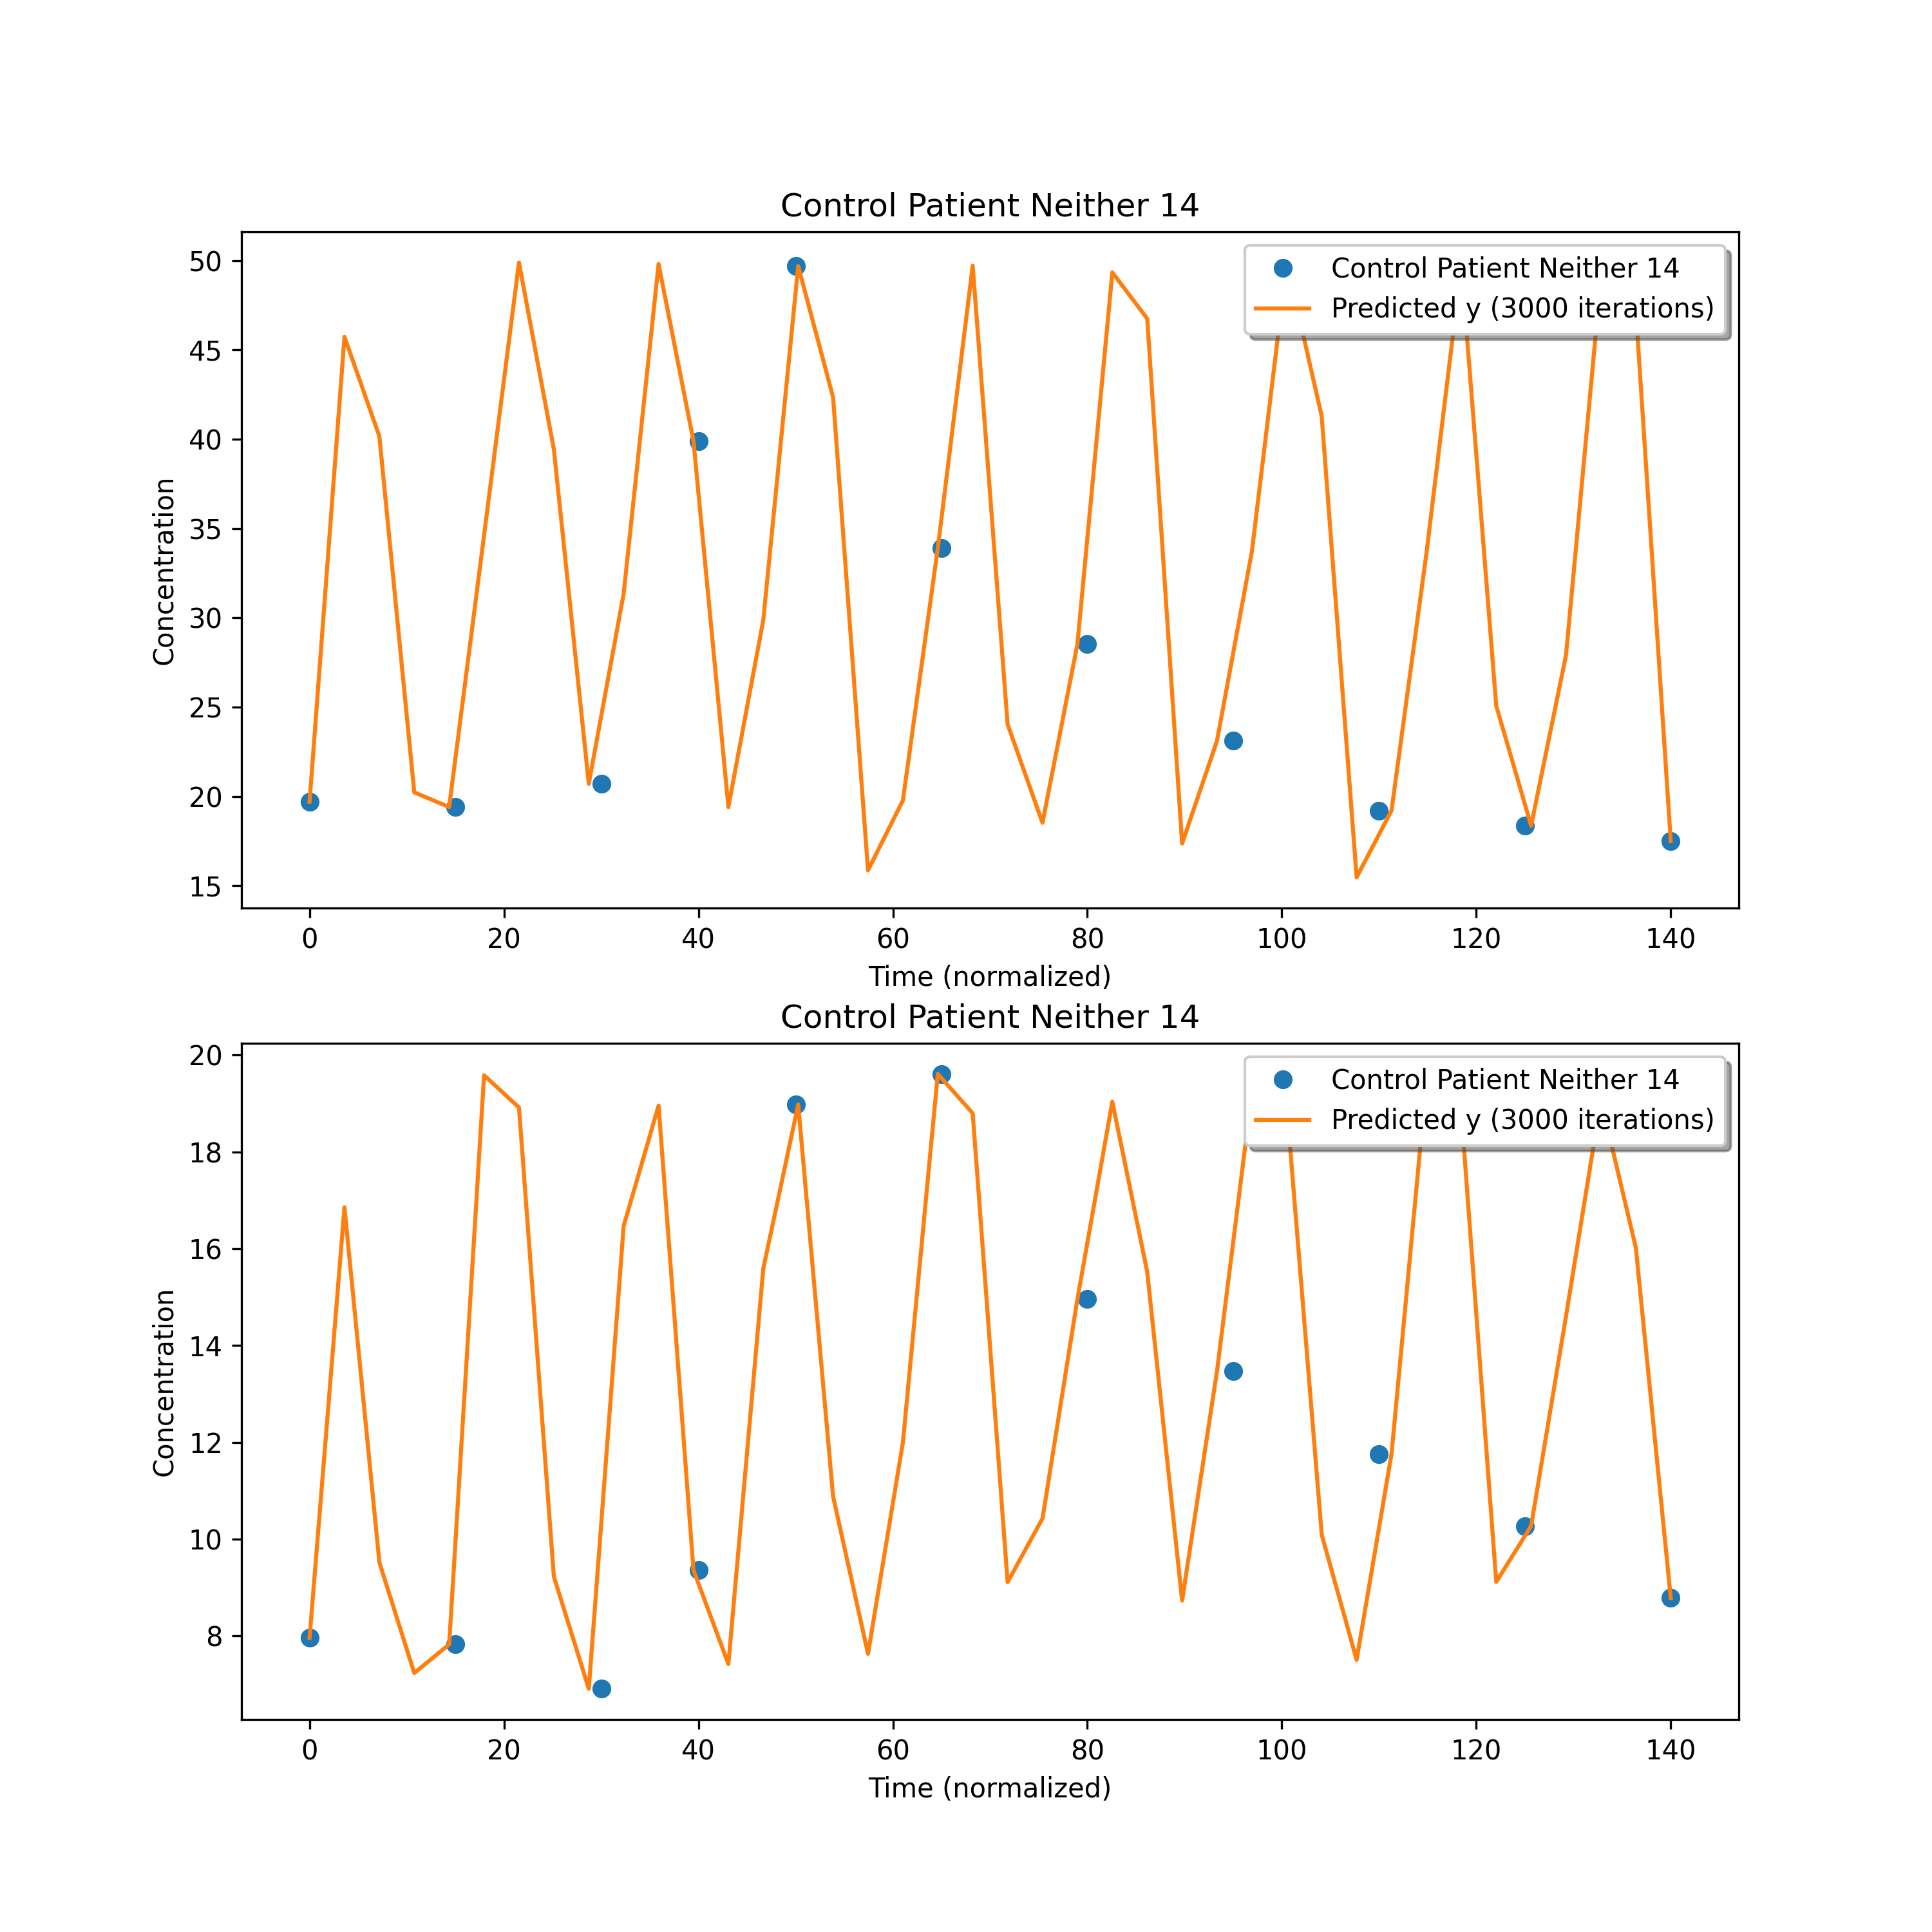 Control Patient Neither 14
50
45
40
35
30
25
20
15
Concentration
Control Patient Neither 14
Predicted y (3000 iterations)
0 20 40 60 80 100 120 140
Time (normalized)
Control Patient Neither 14
20
18
16
14
12
10
8
Concentration
Control Patient Neither 14
Predicted y (3000 iterations)
0 20 40 60 80 100 120 140
Time (normalized)